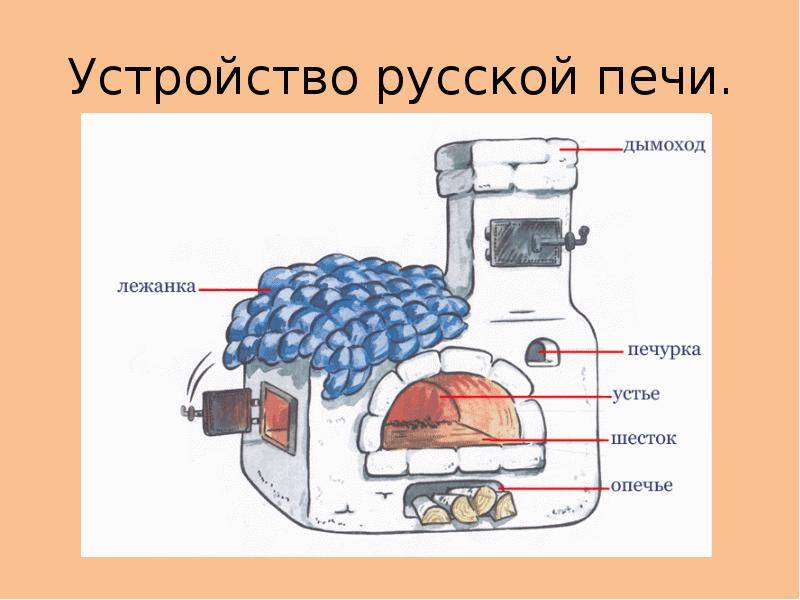 Устройство русской печи.
дымоход
лежанка
печурка
устье
шесток
опечье